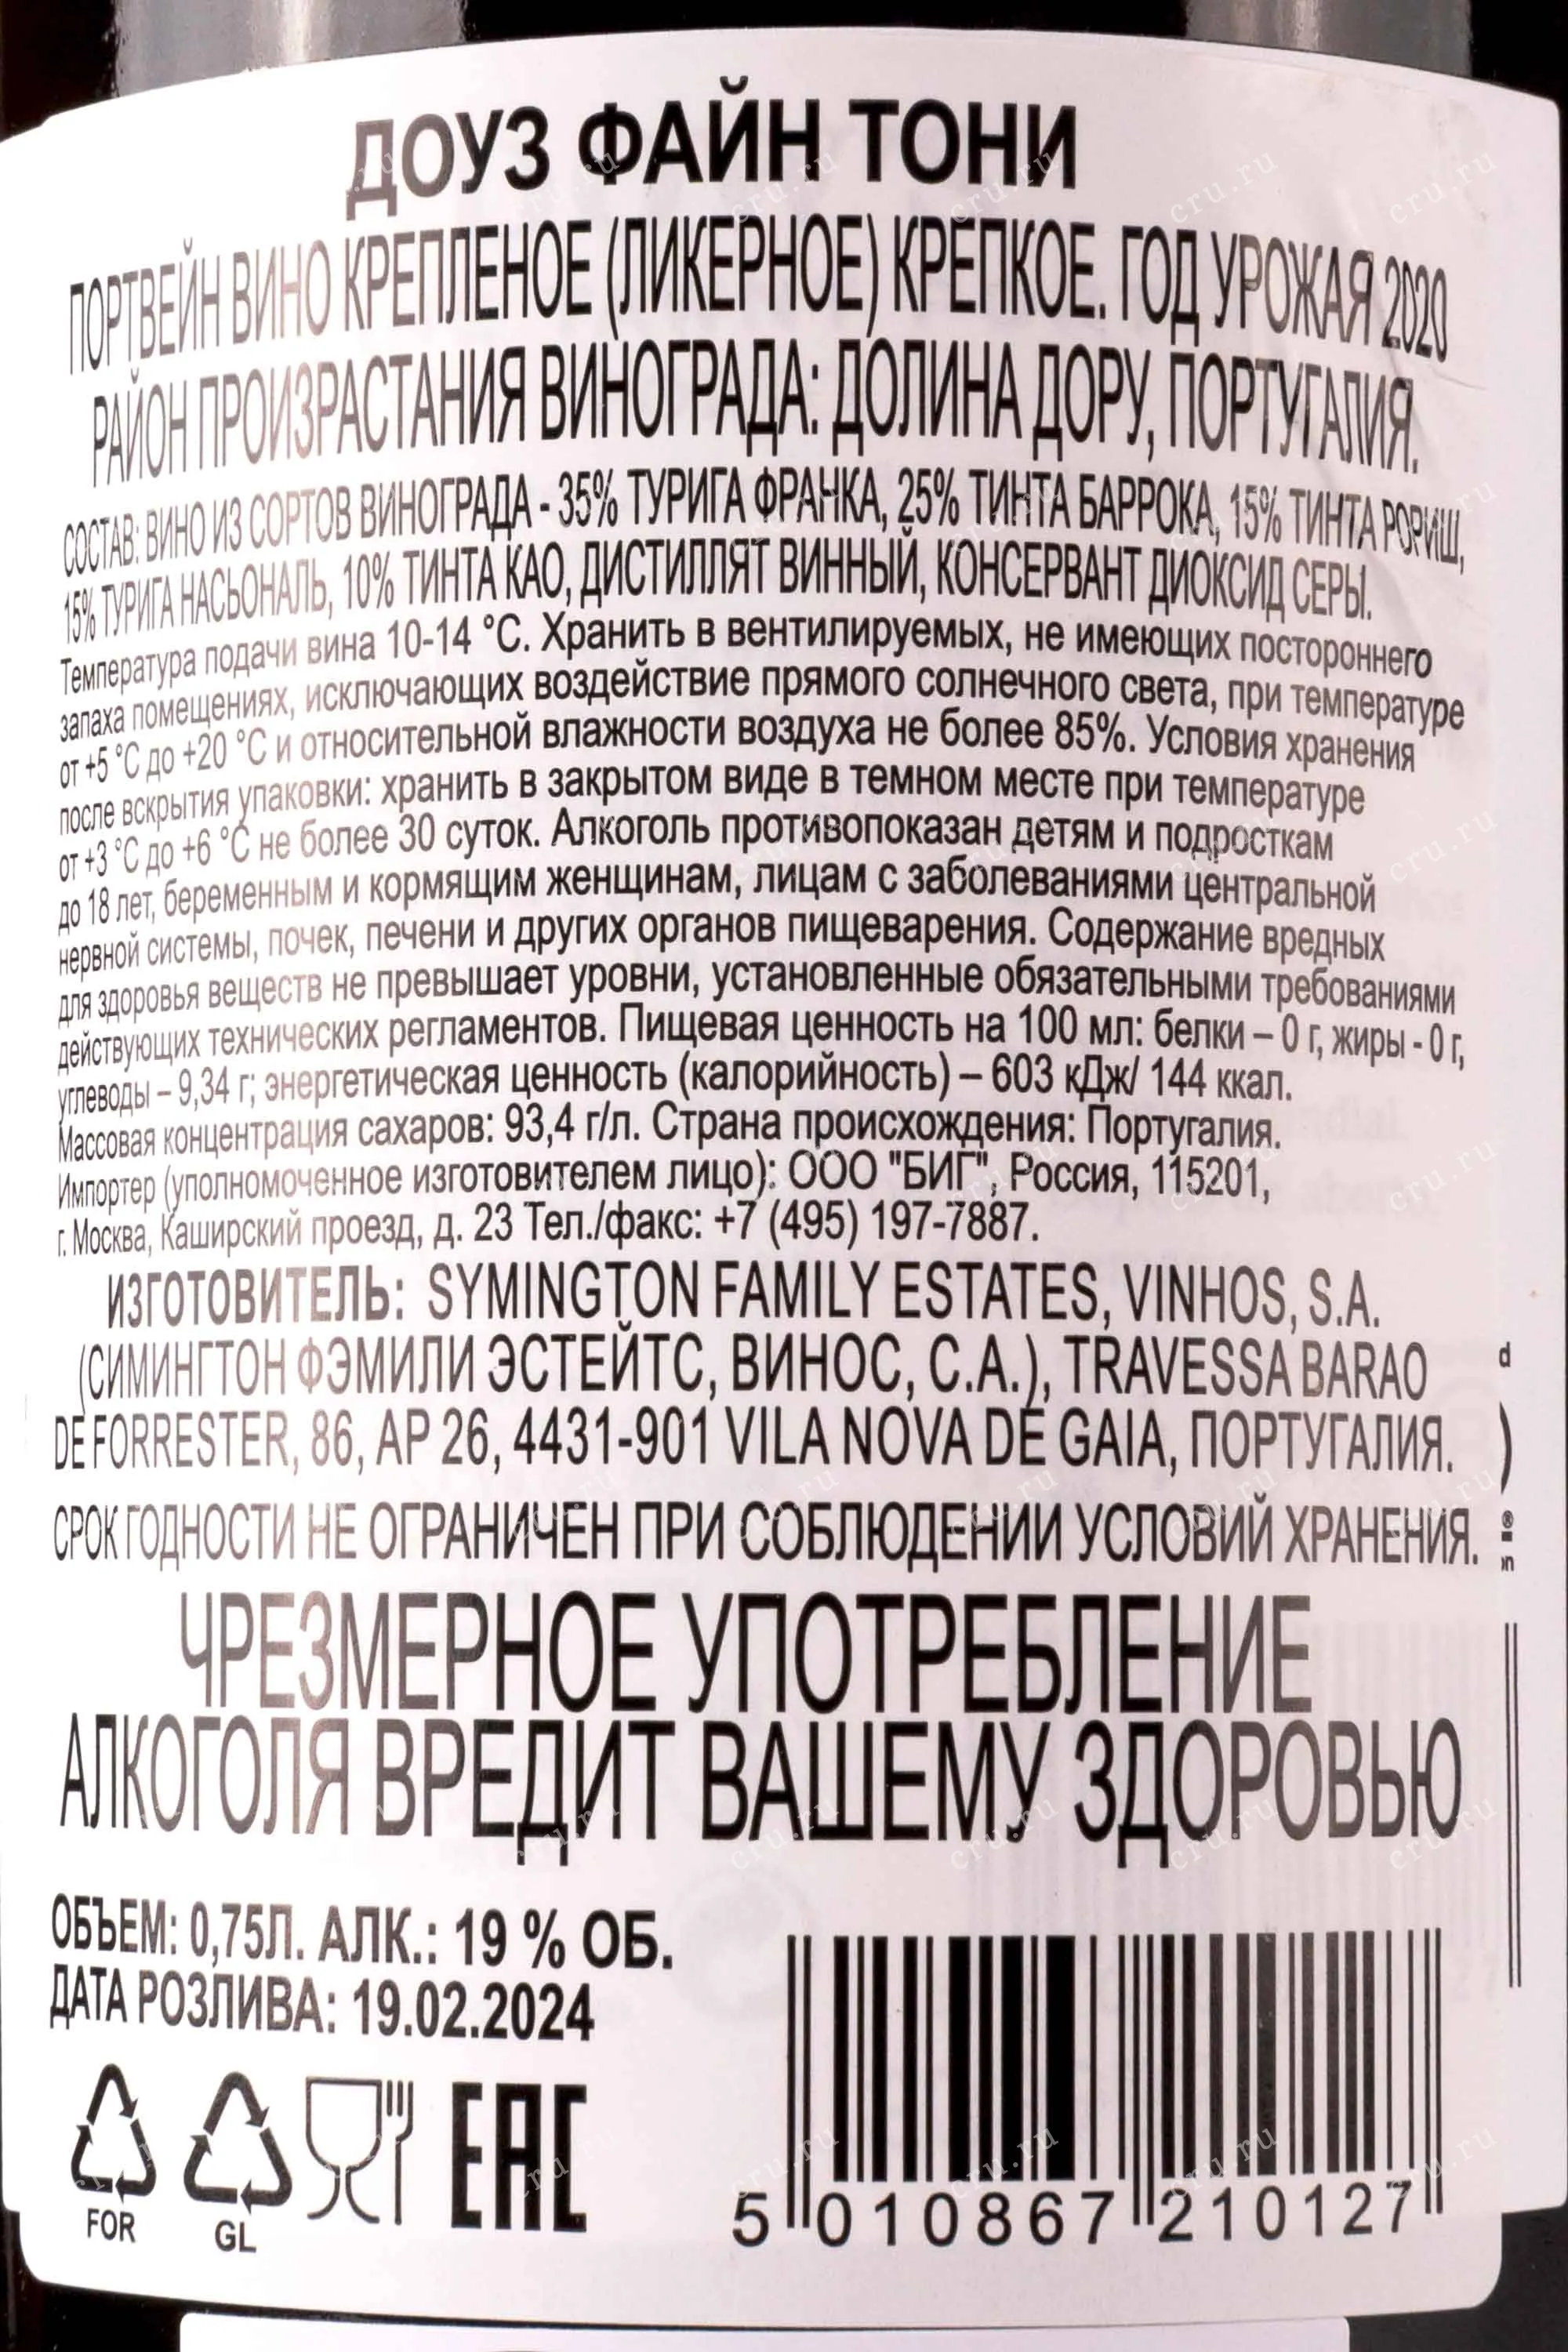 ДОУЗ ФАЙН ТОНИ
ПОРТВЕЙН ВИНО КРЕПЛЕНОЕ (ЛИКЕРНОЕ) КРЕПКОЕ. ГОД УРОЖАЯ 2020
РАЙОН ПРОИЗРАСТАНИЯ ВИНОГРАДА: ДОЛИНА ДОРУ, ПОРТУГАЛИЯ.
СОСТАВ: ВИНО ИЗ СОРТОВ ВИНОГРАДА - 35% ТУРИГА ФРАНКА, 25% ТИНТА БАРРОКА, 15% ТИНТА РОРИШ,
15% ТУРИГА НАСЬОНАЛЬ, 10% ТИНТА КАО, ДИСТИЛЛЯТ ВИННЫЙ, КОНСЕРВАНТ ДИОКСИД СЕРЫ.
Температура подачи вина 10-14 °С. Хранить в вентилируемых, не имеющих постороннего
запаха помещениях, исключающих воздействие прямого солнечного света, при температуре
от +5 °С до +20 °С и относительной влажности воздуха не более 85%. Условия хранения
после вскрытия упаковки: хранить в закрытом виде в темном месте при температуре
от +3 °С до +6 °С не более 30 суток. Алкоголь противопоказан детям и подросткам
до 18 лет, беременным и кормящим женщинам, лицам с заболеваниями центральной
нервной системы, почек, печени и других органов пищеварения. Содержание вредных
для здоровья веществ не превышает уровни, установленные обязательными требованиями
действующих технических регламентов. Пищевая ценность на 100 мл: белки – 0 г, жиры - 0 г,
углеводы – 9,34 г; энергетическая ценность (калорийность) – 603 кДж/ 144 ккал.
Массовая концентрация сахаров: 93,4 г/л. Страна происхождения: Португалия.
Импортер (уполномоченное изготовителем лицо): ООО "БИГ", Россия, 115201,
г. Москва, Каширский проезд, д. 23 Тел./факс: +7 (495) 197-7887.
ИЗГОТОВИТЕЛЬ: SYMINGTON FAMILY ESTATES, VINHOS, S.A.
(СИМИНГТОН ФЭМИЛИ ЭСТЕЙТС, ВИНОС, С.А.), TRAVESSA BARAO
DE FORRESTER, 86, AP 26, 4431-901 VILA NOVA DE GAIA, ПОРТУГАЛИЯ.
СРОК ГОДНОСТИ НЕ ОГРАНИЧЕН ПРИ СОБЛЮДЕНИИ УСЛОВИЙ ХРАНЕНИЯ.
ЧРЕЗМЕРНОЕ УПОТРЕБЛЕНИЕ
АЛКОГОЛЯ ВРЕДИТ ВАШЕМУ ЗДОРОВЬЮ
ОБЪЕМ: 0,75Л. АЛК.: 19 % ОБ.
ДАТА РОЗЛИВА: 19.02.2024
FOR GL EAC
5 010867 210127
cru.ru